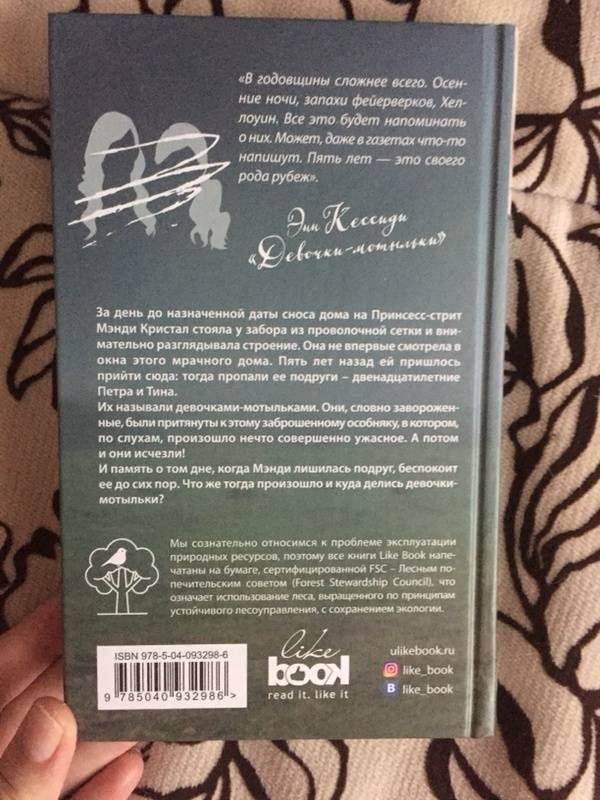 «В годовщины сложнее всего. Осен-
ние ночи, запахи фейерверков, Хел-
лоуин. Все это будет напоминать
о них. Может, даже в газетах что-то
напишут. Пять лет — это своего
рода рубеж».
Энн Кессиди
«Девочки-мотыльки»
За день до назначенной даты сноса дома на Принсесс-стрит
Мэнди Кристал стояла у забора из проволочной сетки и вни-
мательно разглядывала строение. Она не впервые смотрела в
окна этого мрачного дома. Пять лет назад ей пришлось
прийти сюда: тогда пропали ее подруги – двенадцатилетние
Петра и Тина.
Их называли девочками-мотыльками. Они, словно заворожен-
ные, были притянуты к этому заброшенному особняку, в котором,
по слухам, произошло нечто совершенно ужасное. А потом
и они исчезли!
И память о том дне, когда Мэнди лишилась подруг, беспокоит
ее до сих пор. Что же тогда произошло и куда делись девочки-
мотыльки?
Мы сознательно относимся к проблеме эксплуатации
природных ресурсов, поэтому все книги Like Book напе-
чатаны на бумаге, сертифицированной FSC – Лесным по-
печительским советом (Forest Stewardship Council), что
означает использование леса, выращенного по принципам
устойчивого лесоуправления, с сохранением экологии.
ISBN 978-5-04-093298-6
9 785040 932986 >
like
book
read it. like it
ulikebook.ru
like_book
В like_book